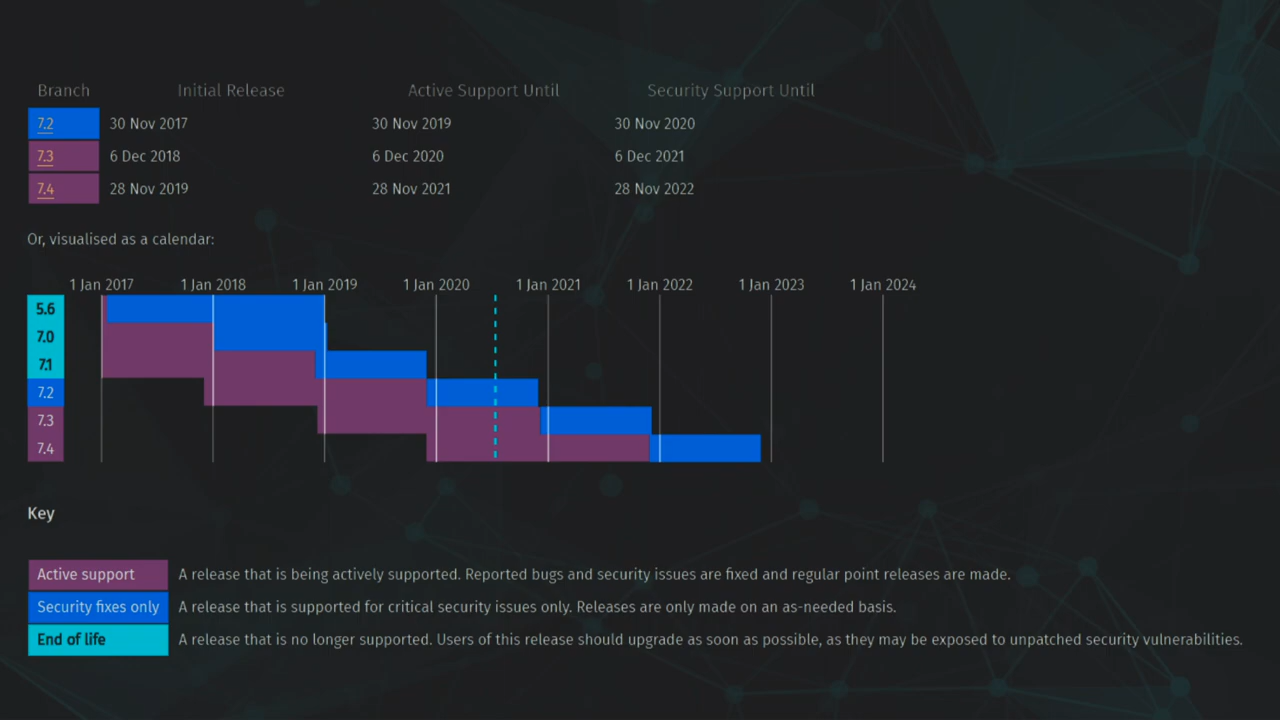 Branch Initial Release Active Support Until Security Support Until
7.2 30 Nov 2017 30 Nov 2019 30 Nov 2020
7.3 6 Dec 2018 6 Dec 2020 6 Dec 2021
7.4 28 Nov 2019 28 Nov 2021 28 Nov 2022
Or, visualised as a calendar:
1 Jan 2017 1 Jan 2018 1 Jan 2019 1 Jan 2020 1 Jan 2021 1 Jan 2022 1 Jan 2023 1 Jan 2024
5.6
7.0
7.1
7.2
7.3
7.4
Key
Active support A release that is being actively supported. Reported bugs and security issues are fixed and regular point releases are made.
Security fixes only A release that is supported for critical security issues only. Releases are only made on an as-needed basis.
End of life A release that is no longer supported. Users of this release should upgrade as soon as possible, as they may be exposed to unpatched security vulnerabilities.